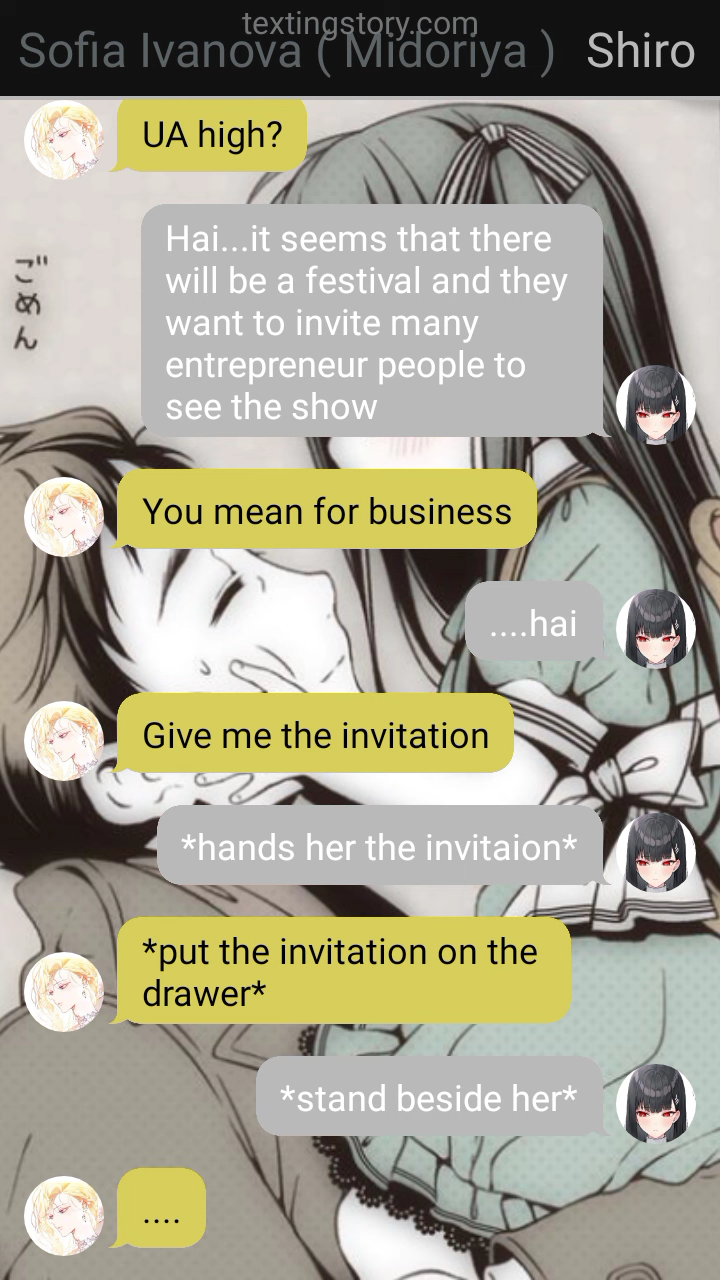 textingstory.com
Sofia Ivanova ( Midoriya ) Shiro
UA high?
Hai...it seems that there
will be a festival and they
want to invite many
entrepreneur people to
see the show
ごめん
You mean for business
....hai
Give me the invitation
*hands her the invitaion*
*put the invitation on the
drawer*
*stand beside her*
....